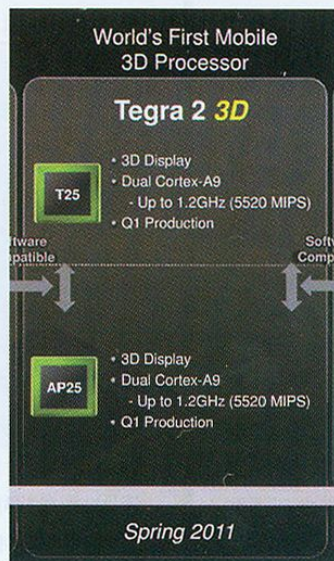 World's First Mobile
3D Processor
Tegra 2 3D
T25
• 3D Display
• Dual Cortex-A9
- Up to 1.2GHz (5520 MIPS)
• Q1 Production
AP25
• 3D Display
• Dual Cortex-A9
- Up to 1.2GHz (5520 MIPS)
• Q1 Production
Spring 2011